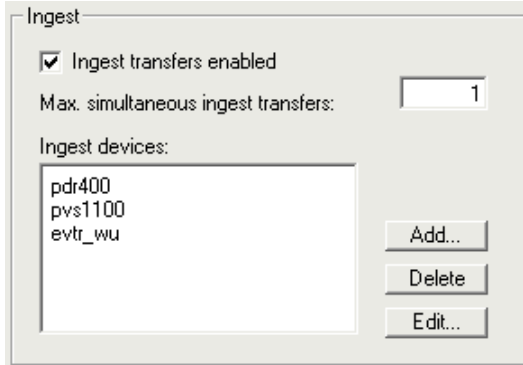 Ingest
Ingest transfers enabled
Max. simultaneous ingest transfers: 1
Ingest devices:
pdr400
pvs1100
evtr_wu
Add...
Delete
Edit...